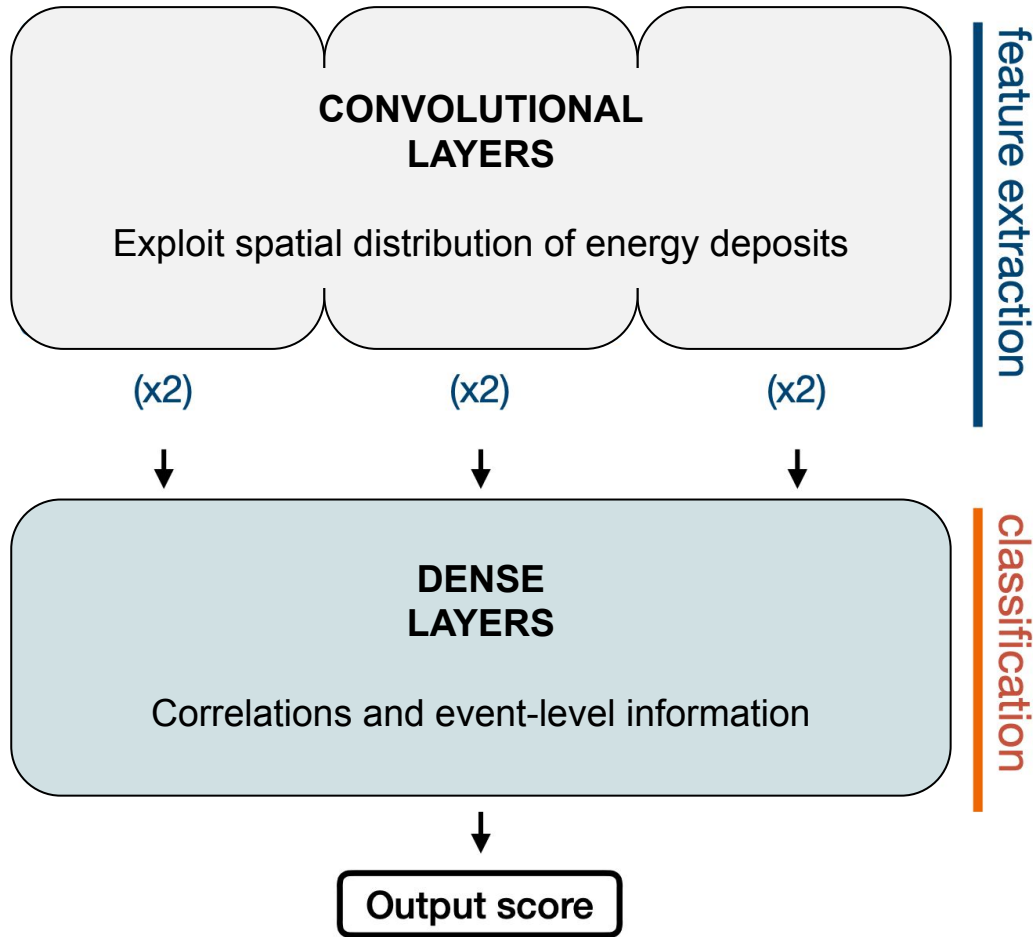 CONVOLUTIONAL
LAYERS
Exploit spatial distribution of energy deposits
(x2)
(x2)
(x2)
feature extraction
DENSE
LAYERS
Correlations and event-level information
classification
Output score